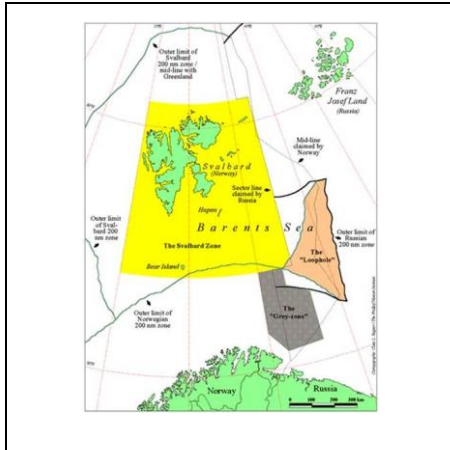 Outer limit of
Svalbard
200 nm zone /
mid-line with
Greenland
Franz
Josef Land
(Russia)
Mid-line
claimed by
Norway
Svalbard
(Norway)
Sector line
claimed by
Russia
Hopen
Barents Sea
Outer limit
of Sval-
bard 200
nm zone
The Svalbard Zone
Outer limit of
Russian
200 nm zone
The
"Loophole"
Bear Island
Outer limit of
Norwegian
200 nm zone
The
"Grey-zone"
Norway
Russia
0 100 200 300 km